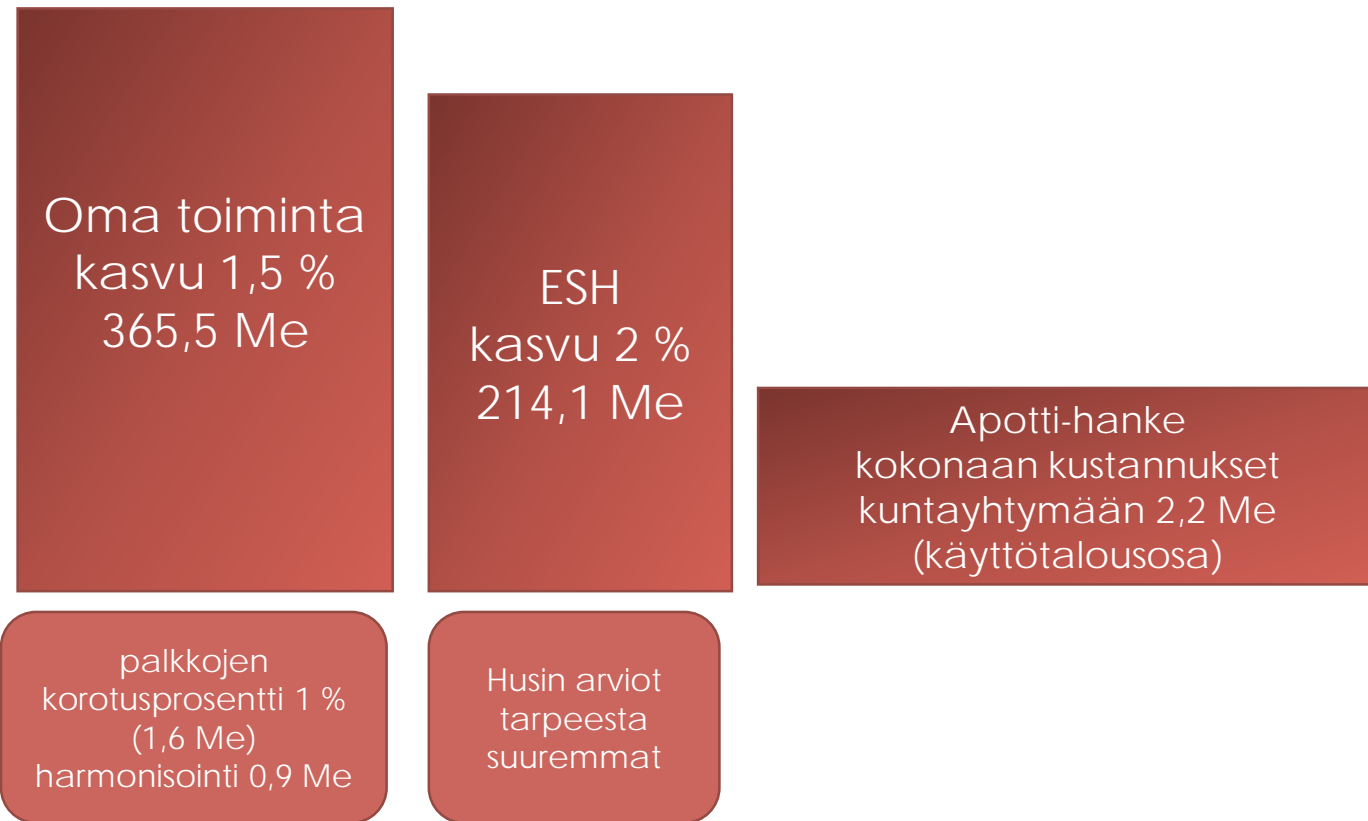 Oma toiminta
kasvu 1,5 %
365,5 Me
ESH
kasvu 2 %
214,1 Me
Apotti-hanke
kokonaan kustannukset
kuntayhtymään 2,2 Me
(käyttötalousosa)
palkkojen
korotusprosentti 1 %
(1,6 Me)
harmonisointi 0,9 Me
Husin arviot
tarpeesta
suuremmat